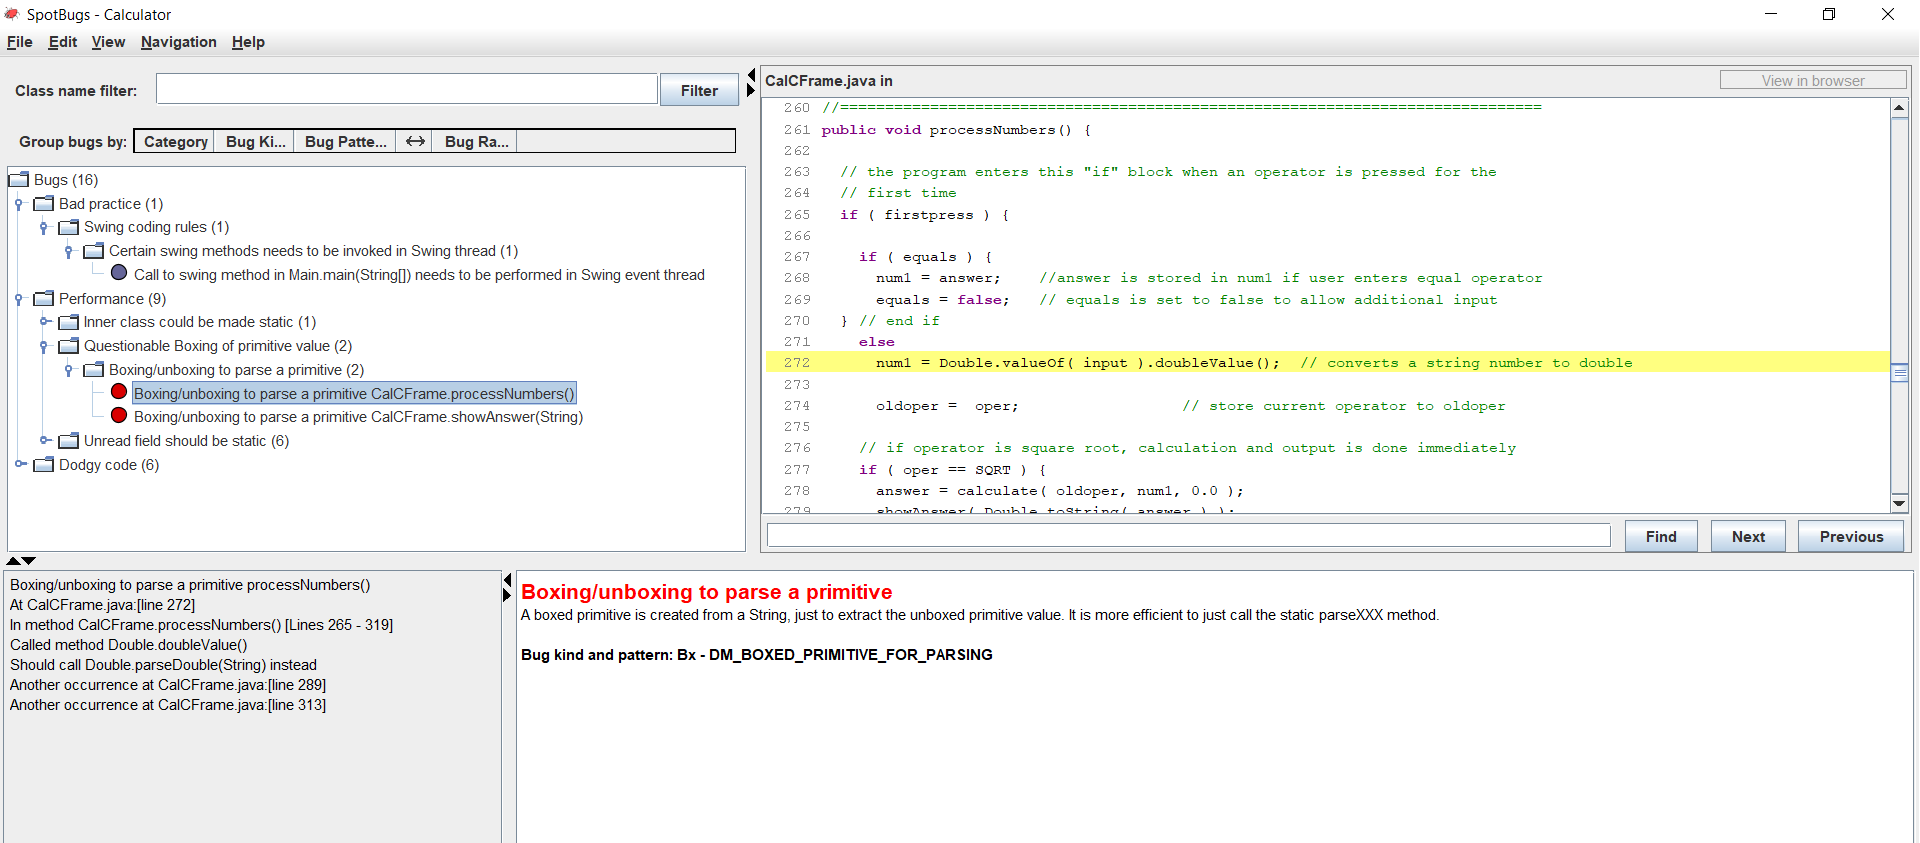 SpotBugs - Calculator
File Edit View Navigation Help
Class name filter: Filter
Group bugs by: Category Bug Ki... Bug Patte... Bug Ra...
Bugs (16)
Bad practice (1)
Swing coding rules (1)
Certain swing methods needs to be invoked in Swing thread (1)
Call to swing method in Main.main(String[]) needs to be performed in Swing event thread
Performance (9)
Inner class could be made static (1)
Questionable Boxing of primitive value (2)
Boxing/unboxing to parse a primitive (2)
Boxing/unboxing to parse a primitive CalCFrame.processNumbers()
Boxing/unboxing to parse a primitive CalCFrame.showAnswer(String)
Unread field should be static (6)
Dodgy code (6)
CalCFrame.java in
View in browser
260 //==============================================================================
261 public void processNumbers() {
262
263 // the program enters this "if" block when an operator is pressed for the
264 // first time
265 if ( firstpress ) {
266
267 if ( equals ) {
268 num1 = answer; //answer is stored in num1 if user enters equal operator
269 equals = false; // equals is set to false to allow additional input
270 } // end if
271 else
272 num1 = Double.valueOf( input ).doubleValue(); // converts a string number to double
273
274 oldoper = oper; // store current operator to oldoper
275
276 // if operator is square root, calculation and output is done immediately
277 if ( oper == SQRT ) {
278 answer = calculate( oldoper, num1, 0.0 );
279 showAnswer( Double.toString( answer ) );
Find Next Previous
Boxing/unboxing to parse a primitive processNumbers()
At CalCFrame.java:[line 272]
In method CalCFrame.processNumbers() [Lines 265 - 319]
Called method Double.doubleValue()
Should call Double.parseDouble(String) instead
Another occurrence at CalCFrame.java:[line 289]
Another occurrence at CalCFrame.java:[line 313]
Boxing/unboxing to parse a primitive
A boxed primitive is created from a String, just to extract the unboxed primitive value. It is more efficient to just call the static parseXXX method.
Bug kind and pattern: Bx - DM_BOXED_PRIMITIVE_FOR_PARSING